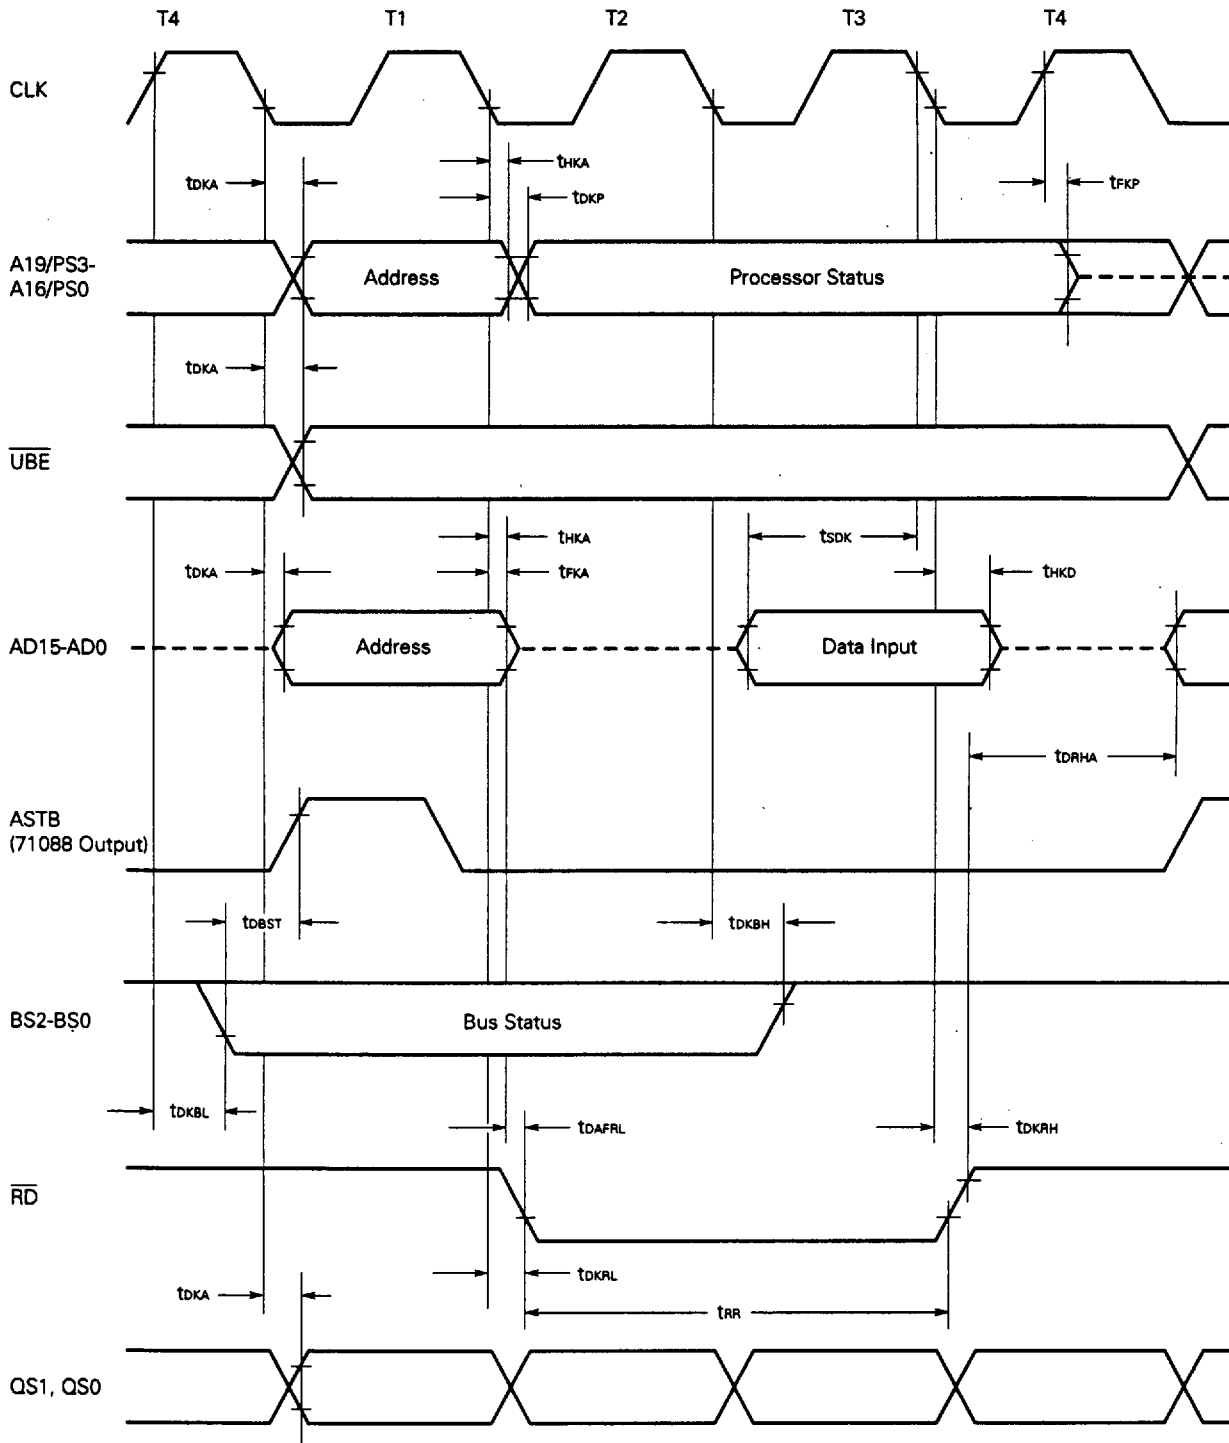 T4 T1 T2 T3 T4
CLK
tHKA
tDKA
tFKP
tDKP
A19/PS3-
A16/PS0
Address
Processor Status
tDKA
UBE
tHKA
tSDK
tDKA
tFKA
tHKD
AD15-AD0
Address
Data Input
tDRHA
ASTB
(71088 Output)
tDBST
tDKBH
BS2-BS0
Bus Status
tDKBL
tDAFRL
tDKRH
RD
tDKRL
tDKA
tRR
QS1, QS0